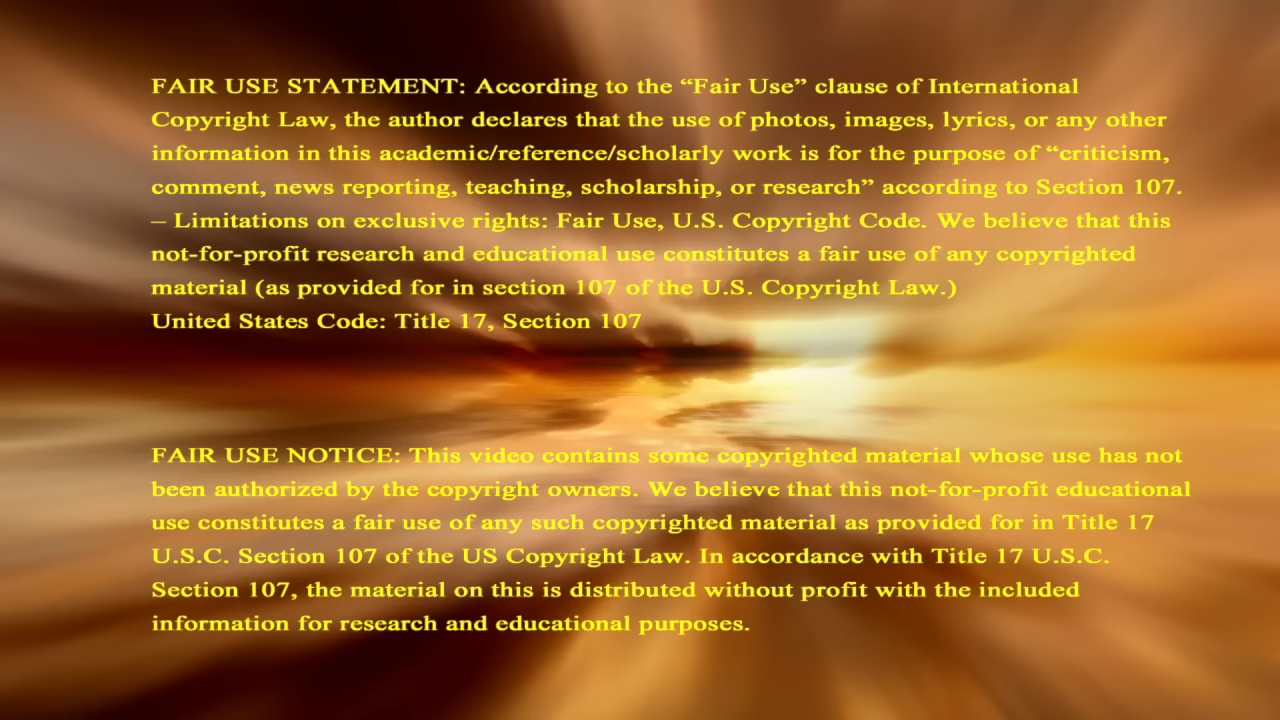 FAIR USE STATEMENT: According to the “Fair Use” clause of International
Copyright Law, the author declares that the use of photos, images, lyrics, or any other
information in this academic/reference/scholarly work is for the purpose of “criticism,
comment, news reporting, teaching, scholarship, or research” according to Section 107.
– Limitations on exclusive rights: Fair Use, U.S. Copyright Code. We believe that this
not-for-profit research and educational use constitutes a fair use of any copyrighted
material (as provided for in section 107 of the U.S. Copyright Law.)
United States Code: Title 17, Section 107
FAIR USE NOTICE: This video contains some copyrighted material whose use has not
been authorized by the copyright owners. We believe that this not-for-profit educational
use constitutes a fair use of any such copyrighted material as provided for in Title 17
U.S.C. Section 107 of the US Copyright Law. In accordance with Title 17 U.S.C.
Section 107, the material on this is distributed without profit with the included
information for research and educational purposes.